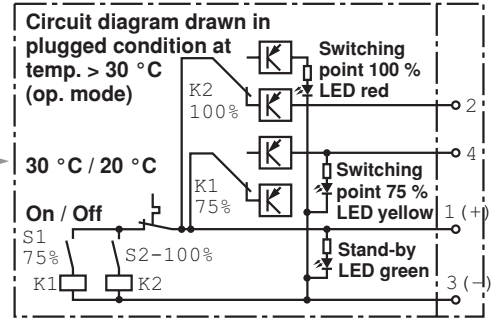 Circuit diagram drawn in
plugged condition at
temp. > 30 °C
(op. mode)
Switching
point 100 %
LED red
K2
100%
2
4
30 °C / 20 °C
Switching
point 75 %
LED yellow
K1
75%
1 (+)
On / Off
S1
75%
S2-100%
Stand-by
LED green
K1
K2
3 (−)